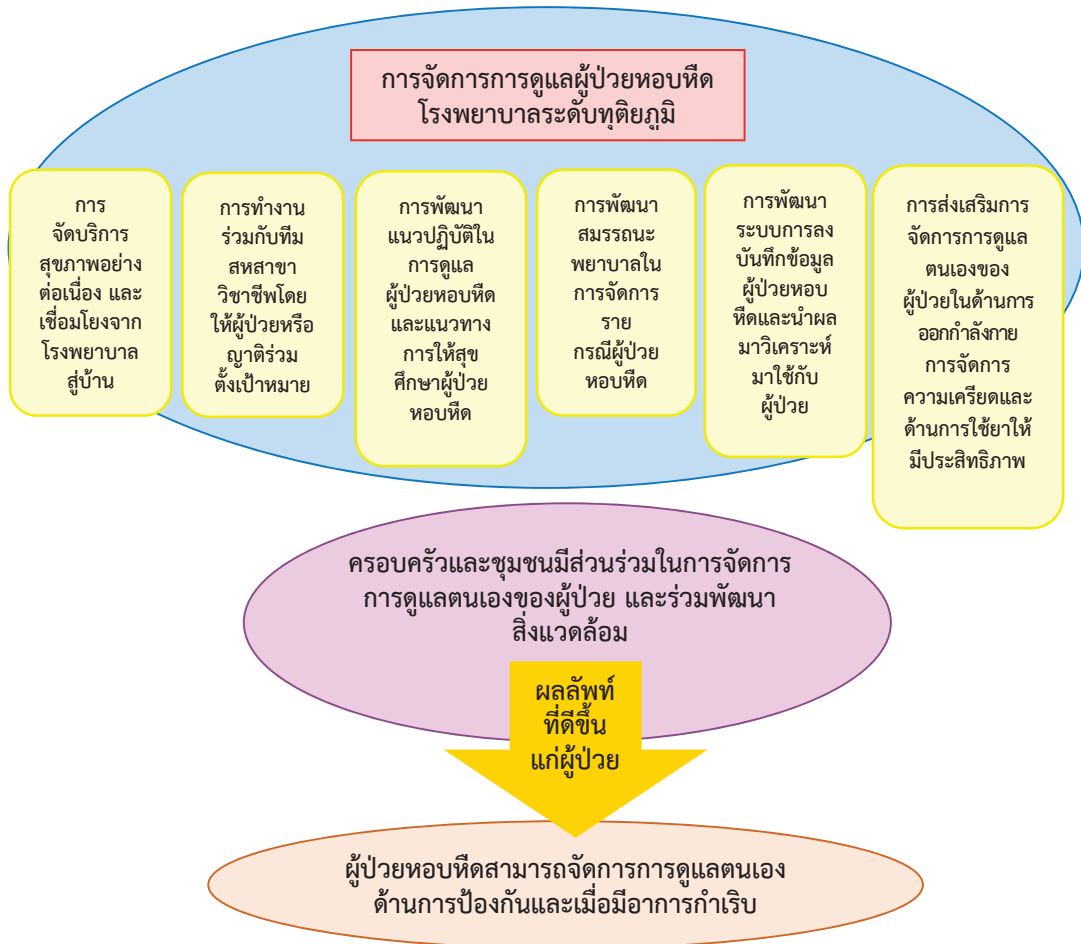 การจัดการการดูแลผู้ป่วยหอบหืด
โรงพยาบาลระดับทุติยภูมิ
การ
จัดบริการ
สุขภาพอย่าง
ต่อเนื่อง และ
เชื่อมโยงจาก
โรงพยาบาล
สู่บ้าน
การทำงาน
ร่วมกับทีม
สหสาขา
วิชาชีพโดย
ให้ผู้ป่วยหรือ
ญาติร่วม
ตั้งเป้าหมาย
การพัฒนา
แนวปฏิบัติใน
การดูแล
ผู้ป่วยหอบหืด
และแนวทาง
การให้สุข
ศึกษาผู้ป่วย
หอบหืด
การพัฒนา
สมรรถนะ
พยาบาลใน
การจัดการ
ราย
กรณีผู้ป่วย
หอบหืด
การพัฒนา
ระบบการลง
บันทึกข้อมูล
ผู้ป่วยหอบ
หืดและนำผล
มาวิเคราะห์
มาใช้กับ
ผู้ป่วย
การส่งเสริมการ
จัดการการดูแล
ตนเองของ
ผู้ป่วยในด้านการ
ออกกำลังกาย
การจัดการ
ความเครียดและ
ด้านการใช้ยาให้
มีประสิทธิภาพ
ครอบครัวและชุมชนมีส่วนร่วมในการจัดการ
การดูแลตนเองของผู้ป่วย และร่วมพัฒนา
สิ่งแวดล้อม
ผลลัพท์
ที่ดีขึ้น
แก่ผู้ป่วย
ผู้ป่วยหอบหืดสามารถจัดการการดูแลตนเอง
ด้านการป้องกันและเมื่อมีอาการกำเริบ